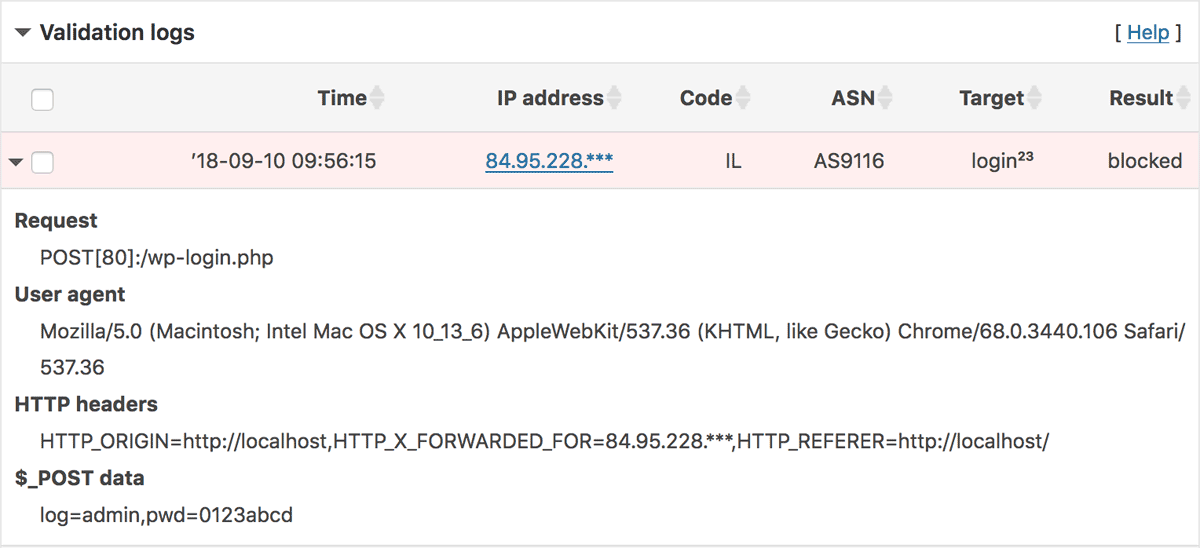 Validation logs [ Help ]
Time IP address Code ASN Target Result
’18-09-10 09:56:15 84.95.228.*** IL AS9116 login²³ blocked
Request
POST[80]:/wp-login.php
User agent
Mozilla/5.0 (Macintosh; Intel Mac OS X 10_13_6) AppleWebKit/537.36 (KHTML, like Gecko) Chrome/68.0.3440.106 Safari/
537.36
HTTP headers
HTTP_ORIGIN=http://localhost,HTTP_X_FORWARDED_FOR=84.95.228.***,HTTP_REFERER=http://localhost/
$_POST data
log=admin,pwd=0123abcd